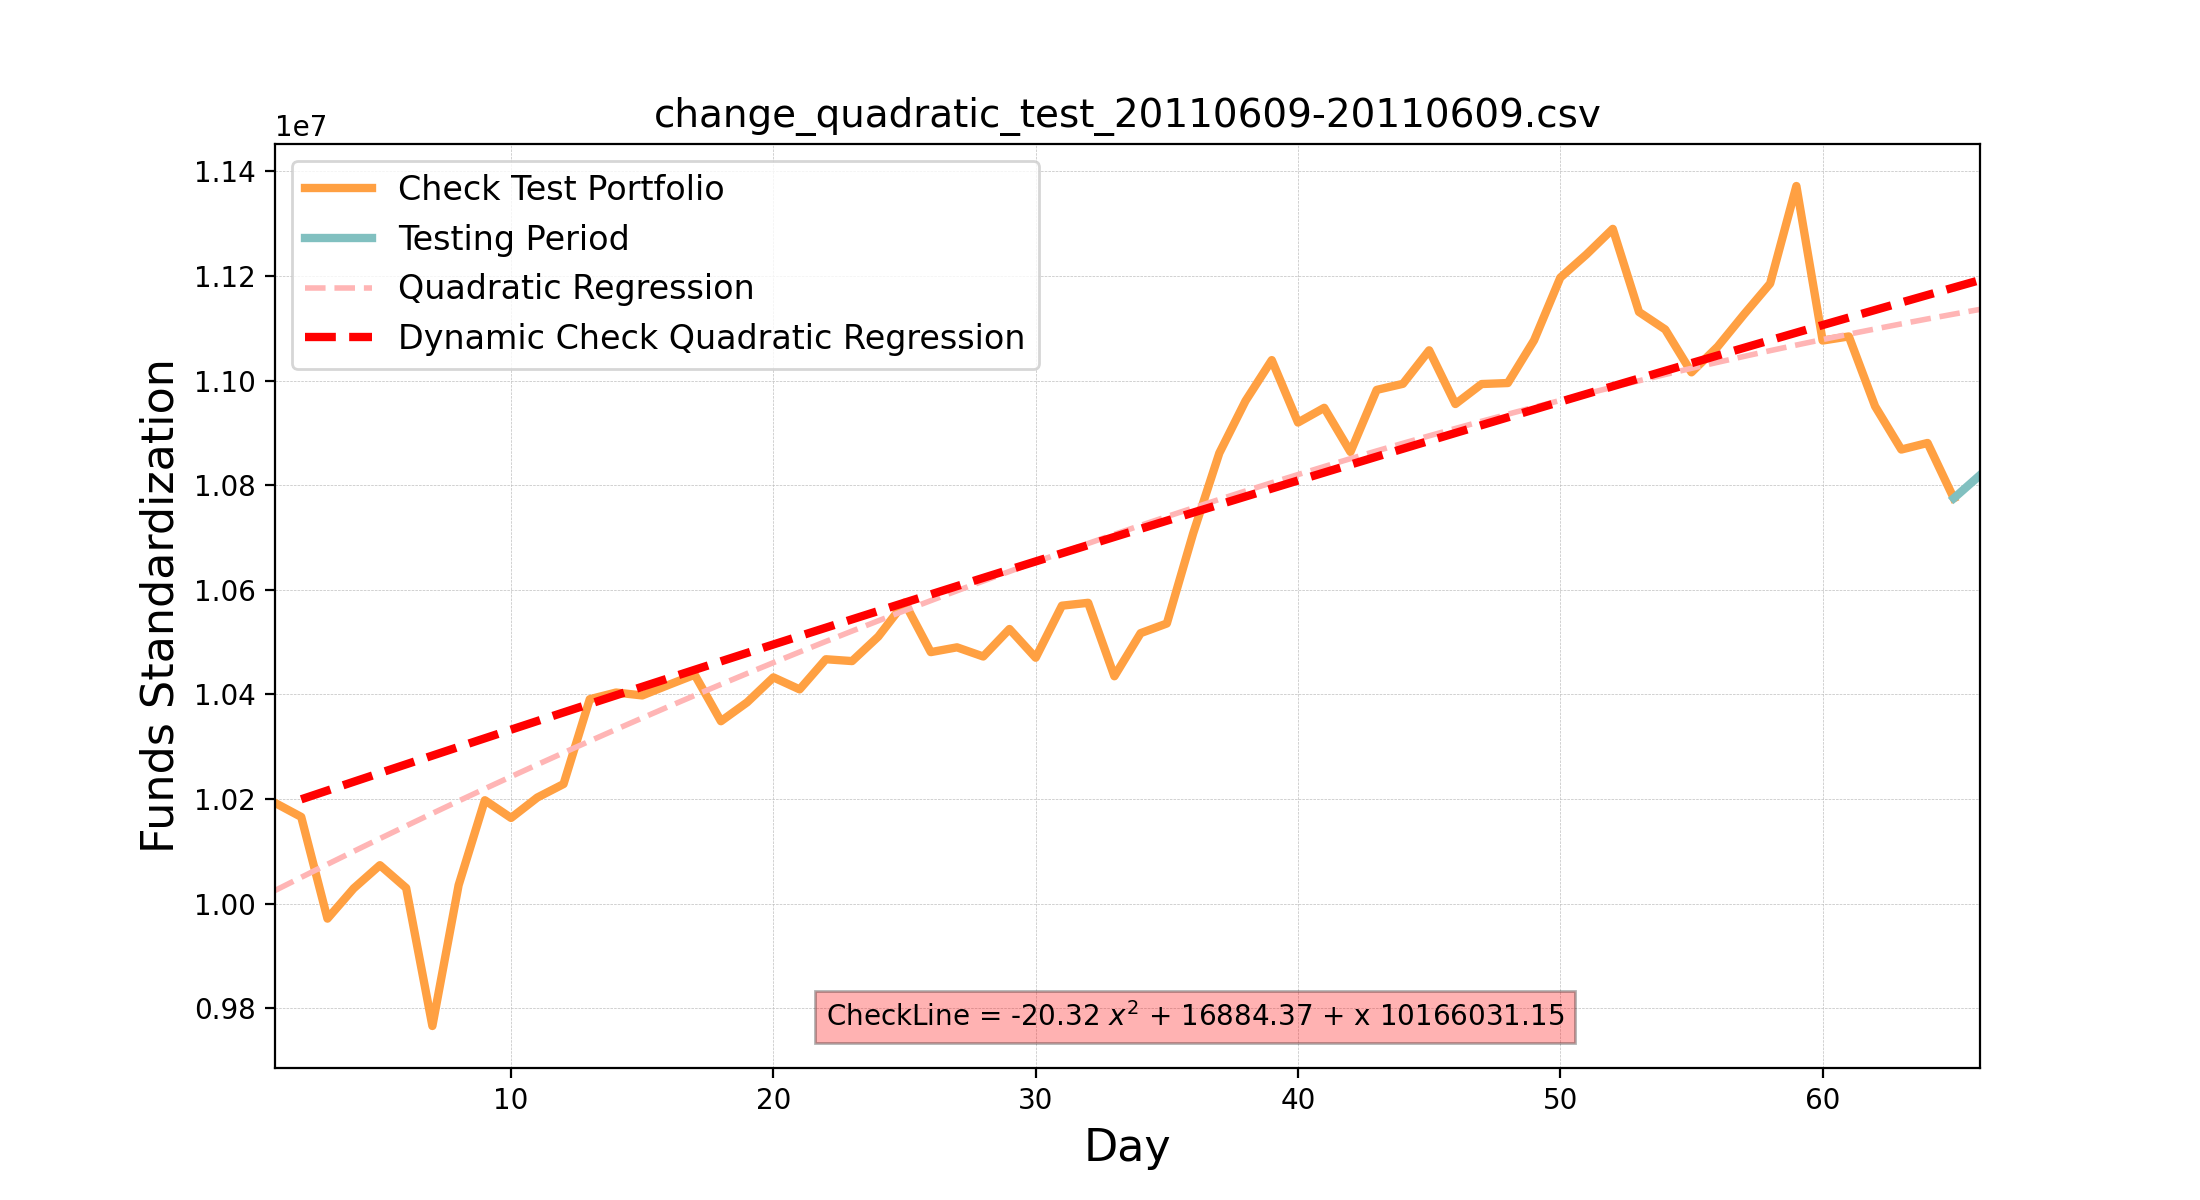 change_quadratic_test_20110609-20110609.csv
1e7
Check Test Portfolio
Testing Period
Quadratic Regression
Dynamic Check Quadratic Regression
1.14
1.12
1.10
1.08
1.06
1.04
1.02
1.00
0.98
Funds Standardization
CheckLine = -20.32 x² + 16884.37 + x 10166031.15
10 20 30 40 50 60
Day